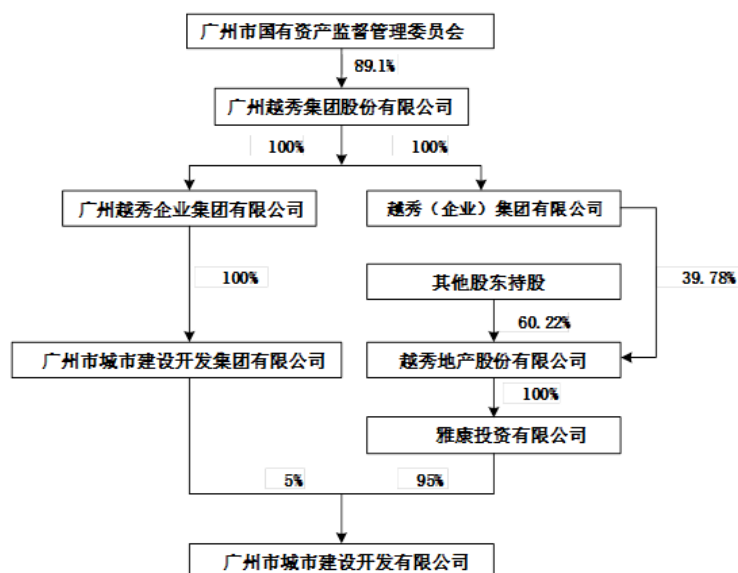 广州市国有资产监督管理委员会
89.1%
广州越秀集团股份有限公司
100%
100%
广州越秀企业集团有限公司
越秀（企业）集团有限公司
100%
其他股东持股
39.78%
60.22%
广州市城市建设开发集团有限公司
越秀地产股份有限公司
100%
雅康投资有限公司
5%
95%
广州市城市建设开发有限公司